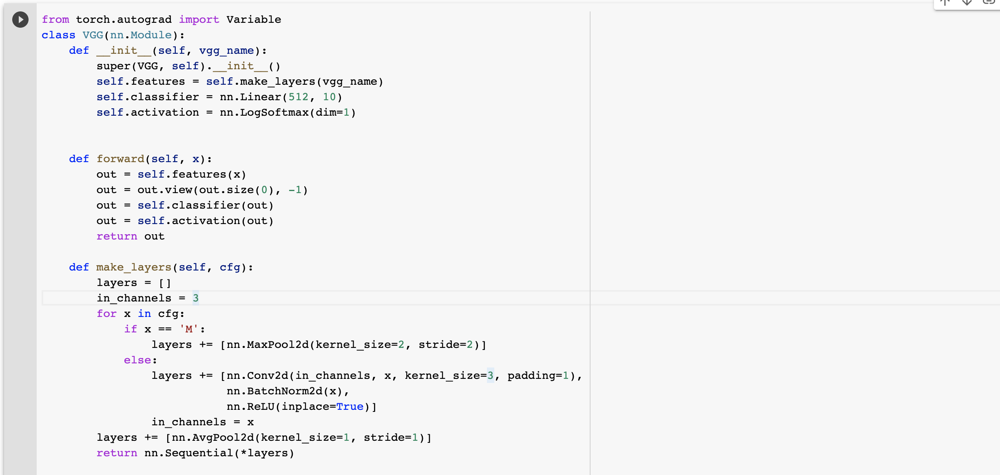 from torch.autograd import Variable
class VGG(nn.Module):
    def __init__(self, vgg_name):
        super(VGG, self).__init__()
        self.features = self.make_layers(vgg_name)
        self.classifier = nn.Linear(512, 10)
        self.activation = nn.LogSoftmax(dim=1)
    def forward(self, x):
        out = self.features(x)
        out = out.view(out.size(0), -1)
        out = self.classifier(out)
        out = self.activation(out)
        return out
    def make_layers(self, cfg):
        layers = []
        in_channels = 3
        for x in cfg:
            if x == 'M':
                layers += [nn.MaxPool2d(kernel_size=2, stride=2)]
            else:
                layers += [nn.Conv2d(in_channels, x, kernel_size=3, padding=1),
                           nn.BatchNorm2d(x),
                           nn.ReLU(inplace=True)]
                in_channels = x
        layers += [nn.AvgPool2d(kernel_size=1, stride=1)]
        return nn.Sequential(*layers)